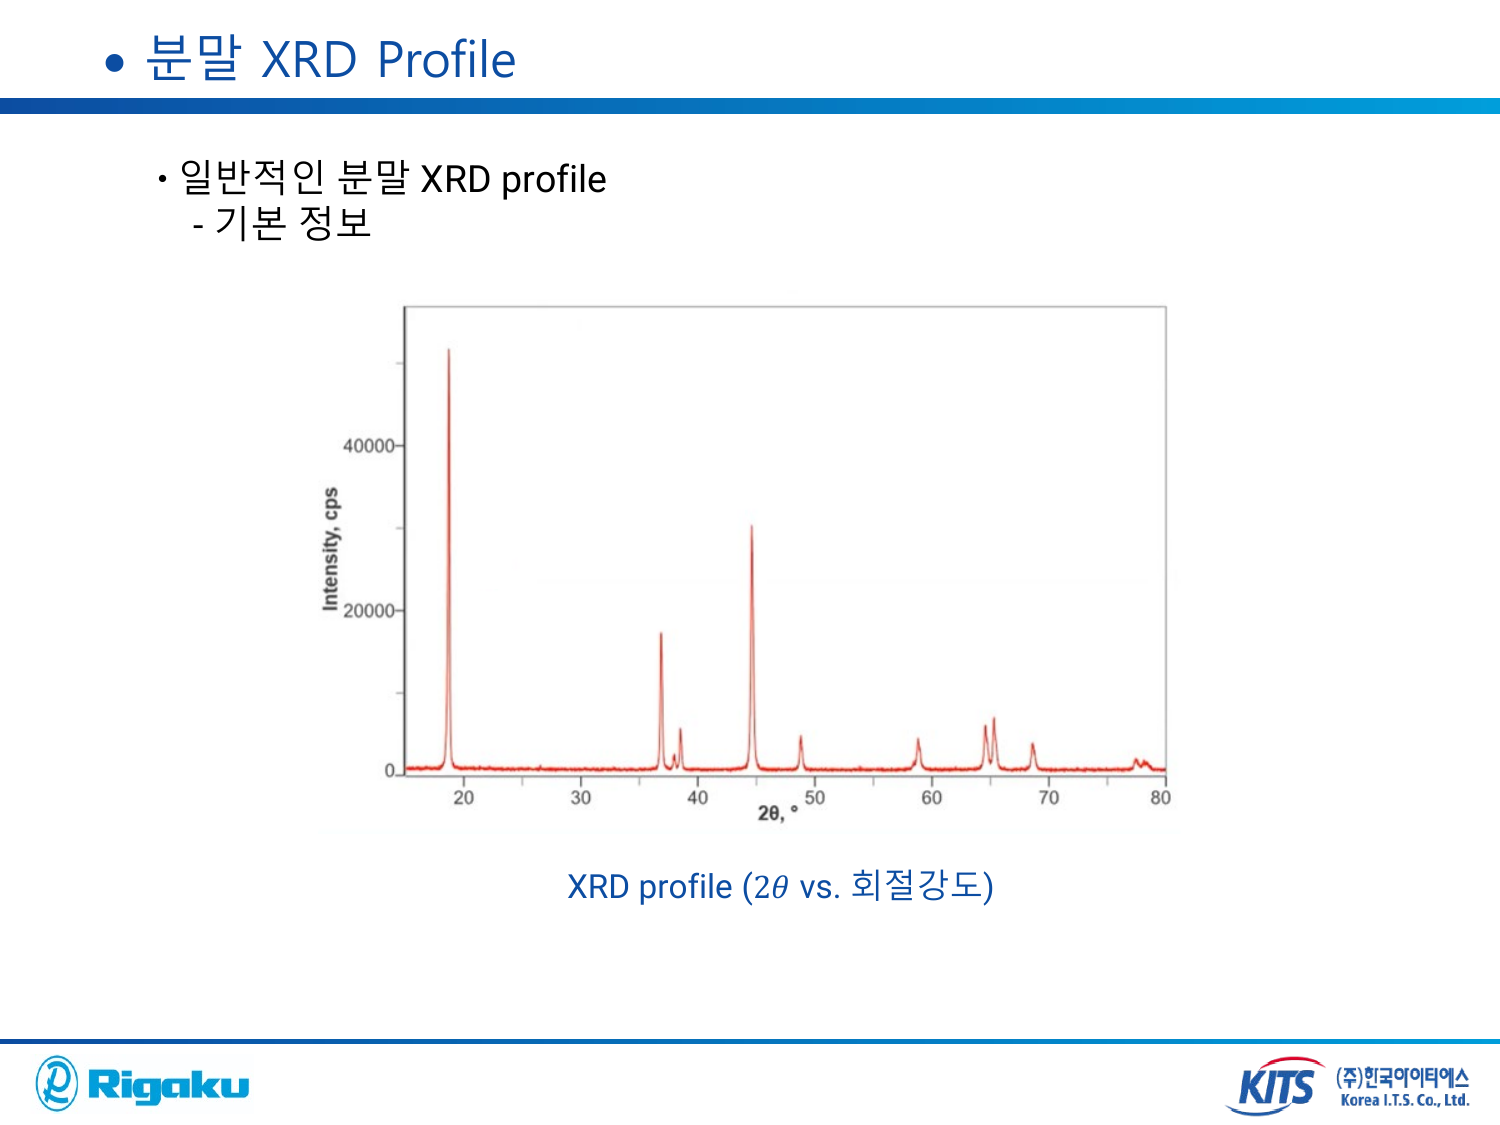 • 분말 XRD Profile
• 일반적인 분말 XRD profile
- 기본 정보
40000
20000
0
Intensity, cps
20 30 40 50 60 70 80
2θ, °
XRD profile (2𝜃 vs. 회절강도)
Rigaku
KITS (주)한국아이티에스
Korea I.T.S. Co., Ltd.